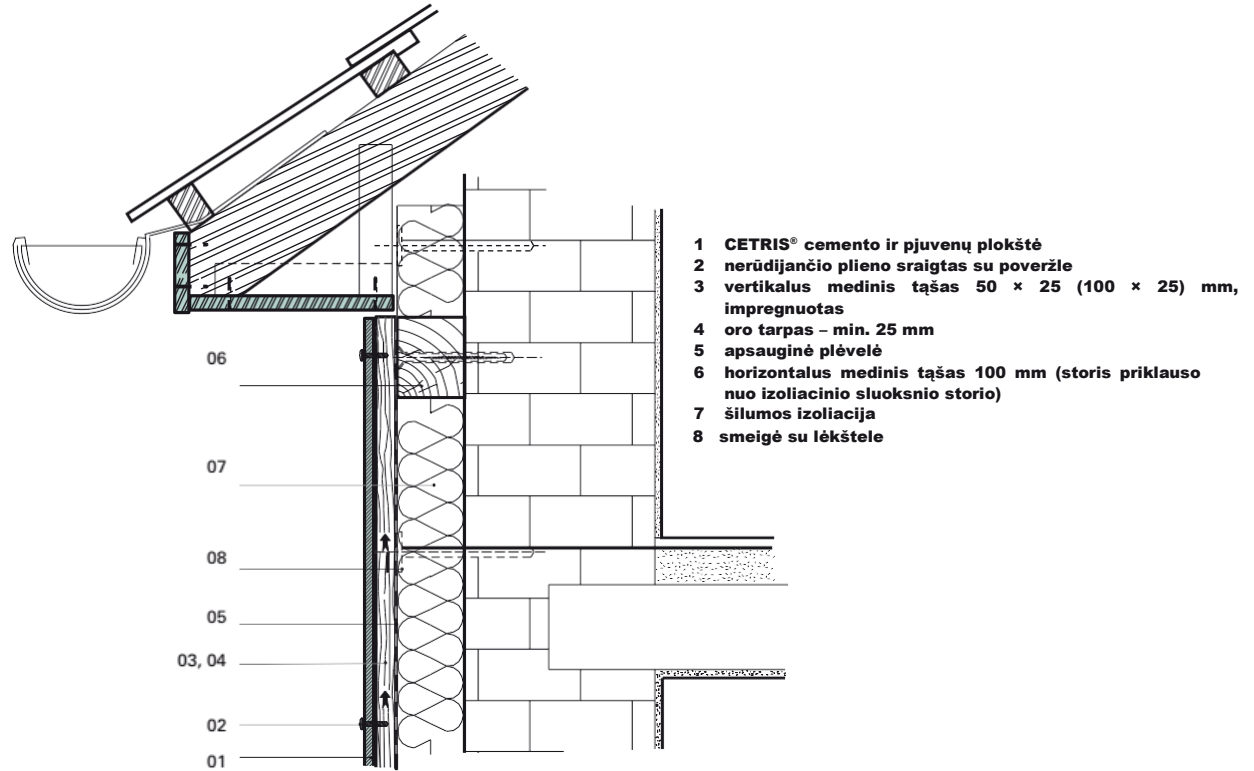 1 CETRIS® cemento ir pjuvenų plokštė
2 nerūdijančio plieno sraigtas su poveržle
3 vertikalus medinis tąšas 50 × 25 (100 × 25) mm,
impregnuotas
4 oro tarpas – min. 25 mm
5 apsauginė plėvelė
6 horizontalus medinis tąšas 100 mm (storis priklauso
nuo izoliacinio sluoksnio storio)
7 šilumos izoliacija
8 smeigė su lėkštele
06
07
08
05
03, 04
02
01